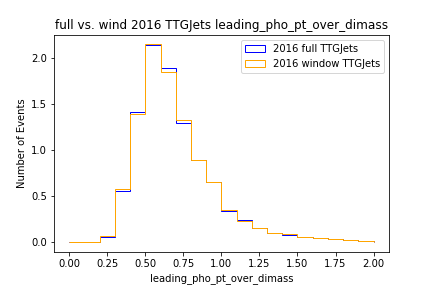 full vs. wind 2016 TTGJets leading_pho_pt_over_dimass
2016 full TTGJets
2016 window TTGJets
Number of Events
2.0
1.5
1.0
0.5
0.0
0.00 0.25 0.50 0.75 1.00 1.25 1.50 1.75 2.00
leading_pho_pt_over_dimass